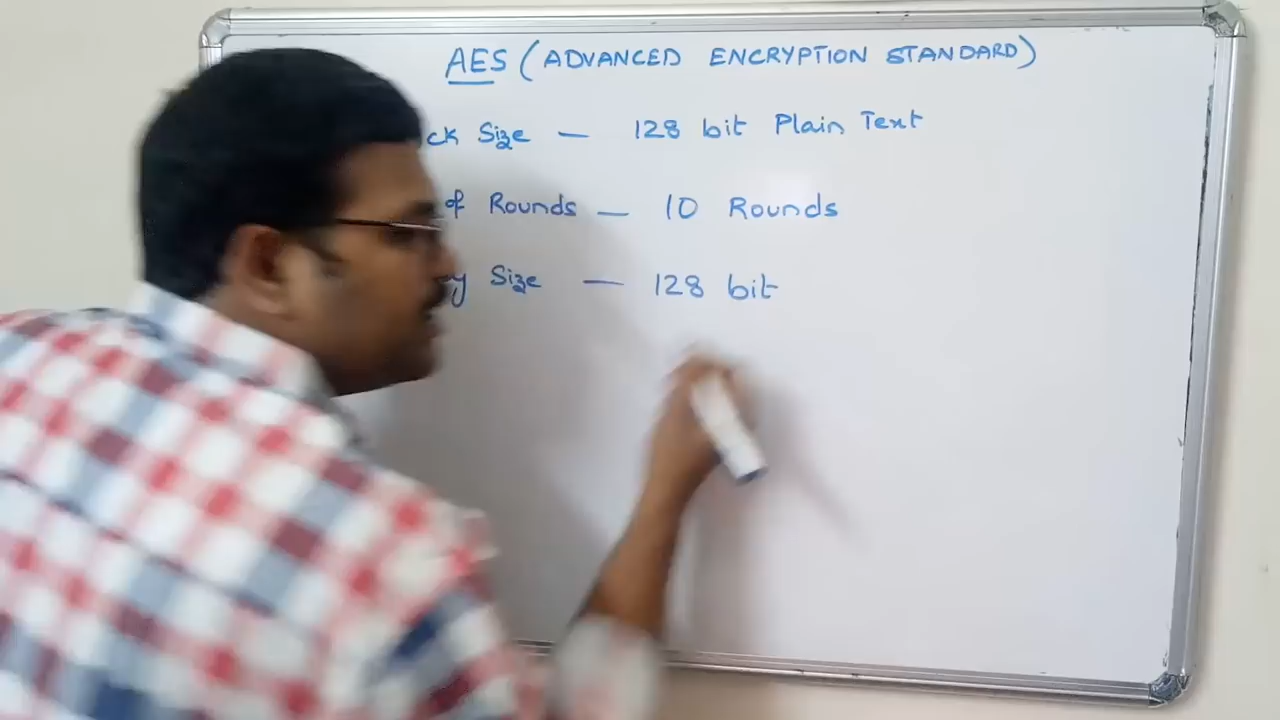 AES (ADVANCED ENCRYPTION STANDARD)
ck Size — 128 bit Plain Text
of Rounds — 10 Rounds
y Size — 128 bit